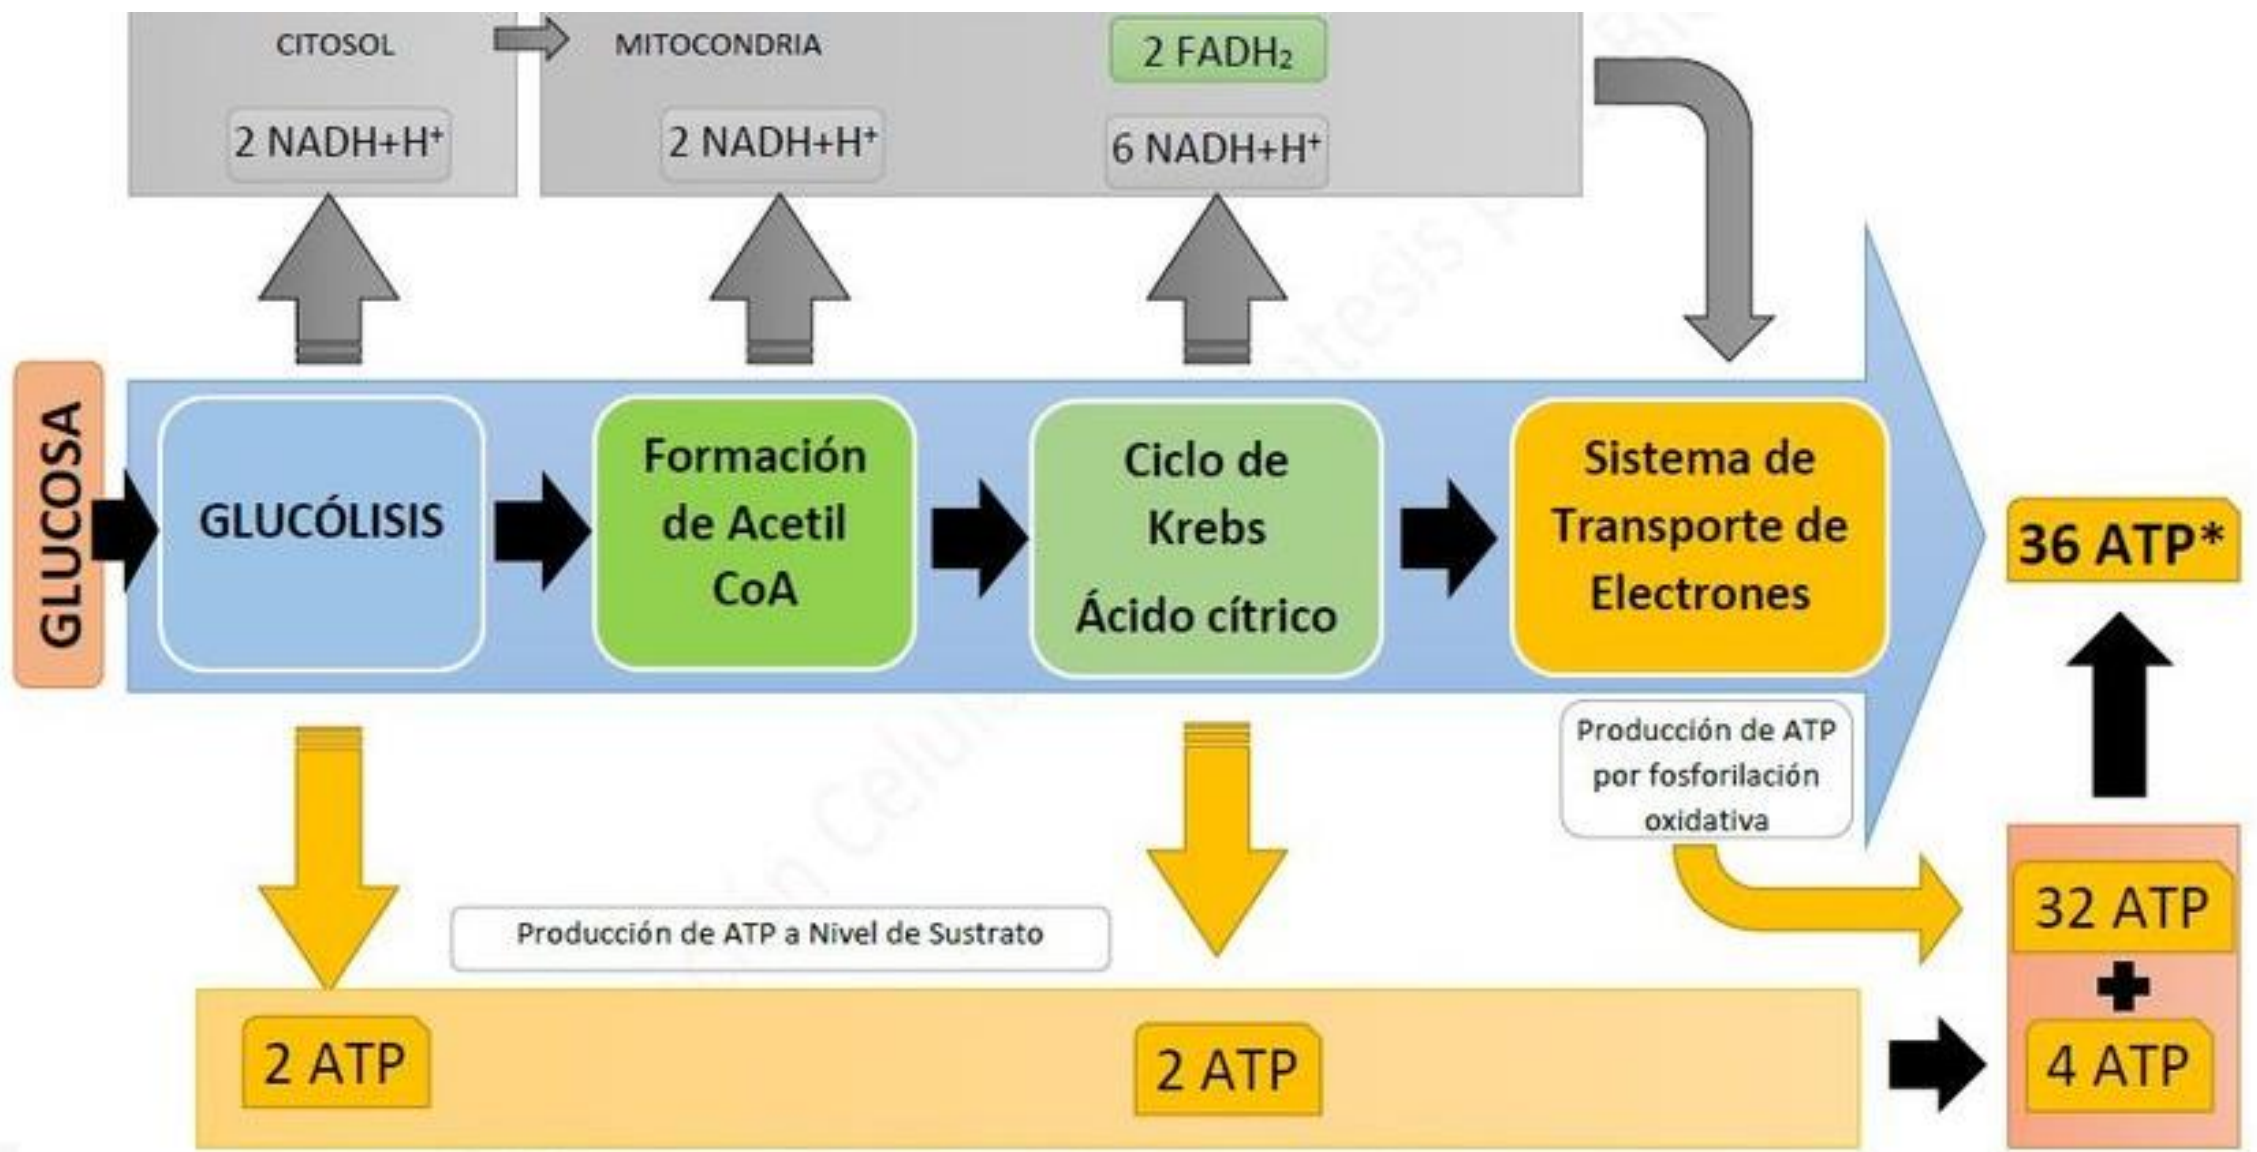 CITOSOL
MITOCONDRIA
2 FADH₂
2 NADH+H⁺
2 NADH+H⁺
6 NADH+H⁺
GLUCOSA
GLUCÓLISIS
Formación
de Acetil
CoA
Ciclo de
Krebs
Ácido cítrico
Sistema de
Transporte de
Electrones
36 ATP*
Producción de ATP
por fosforilación
oxidativa
Producción de ATP a Nivel de Sustrato
32 ATP
2 ATP
2 ATP
4 ATP